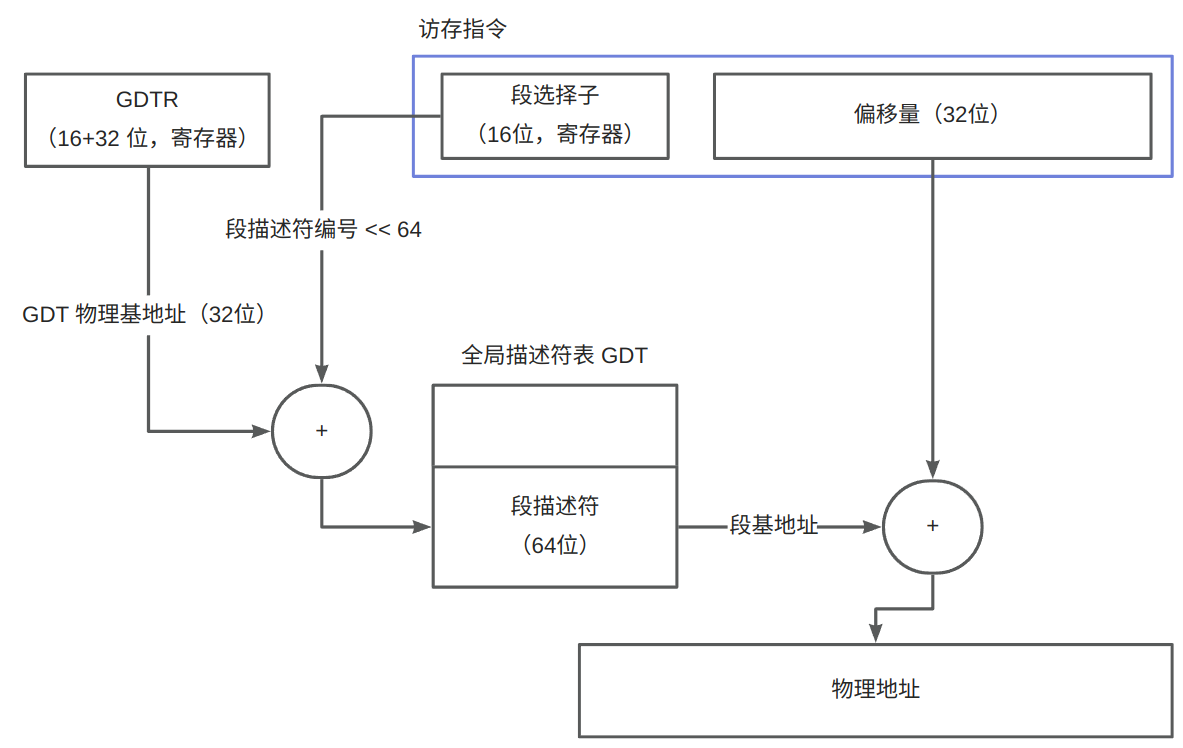 访存指令
GDTR
（16+32 位，寄存器）
段选择子
（16位，寄存器）
偏移量（32位）
段描述符编号 << 64
GDT 物理基地址（32位）
全局描述符表 GDT
+
段描述符
（64位）
段基地址
+
物理地址